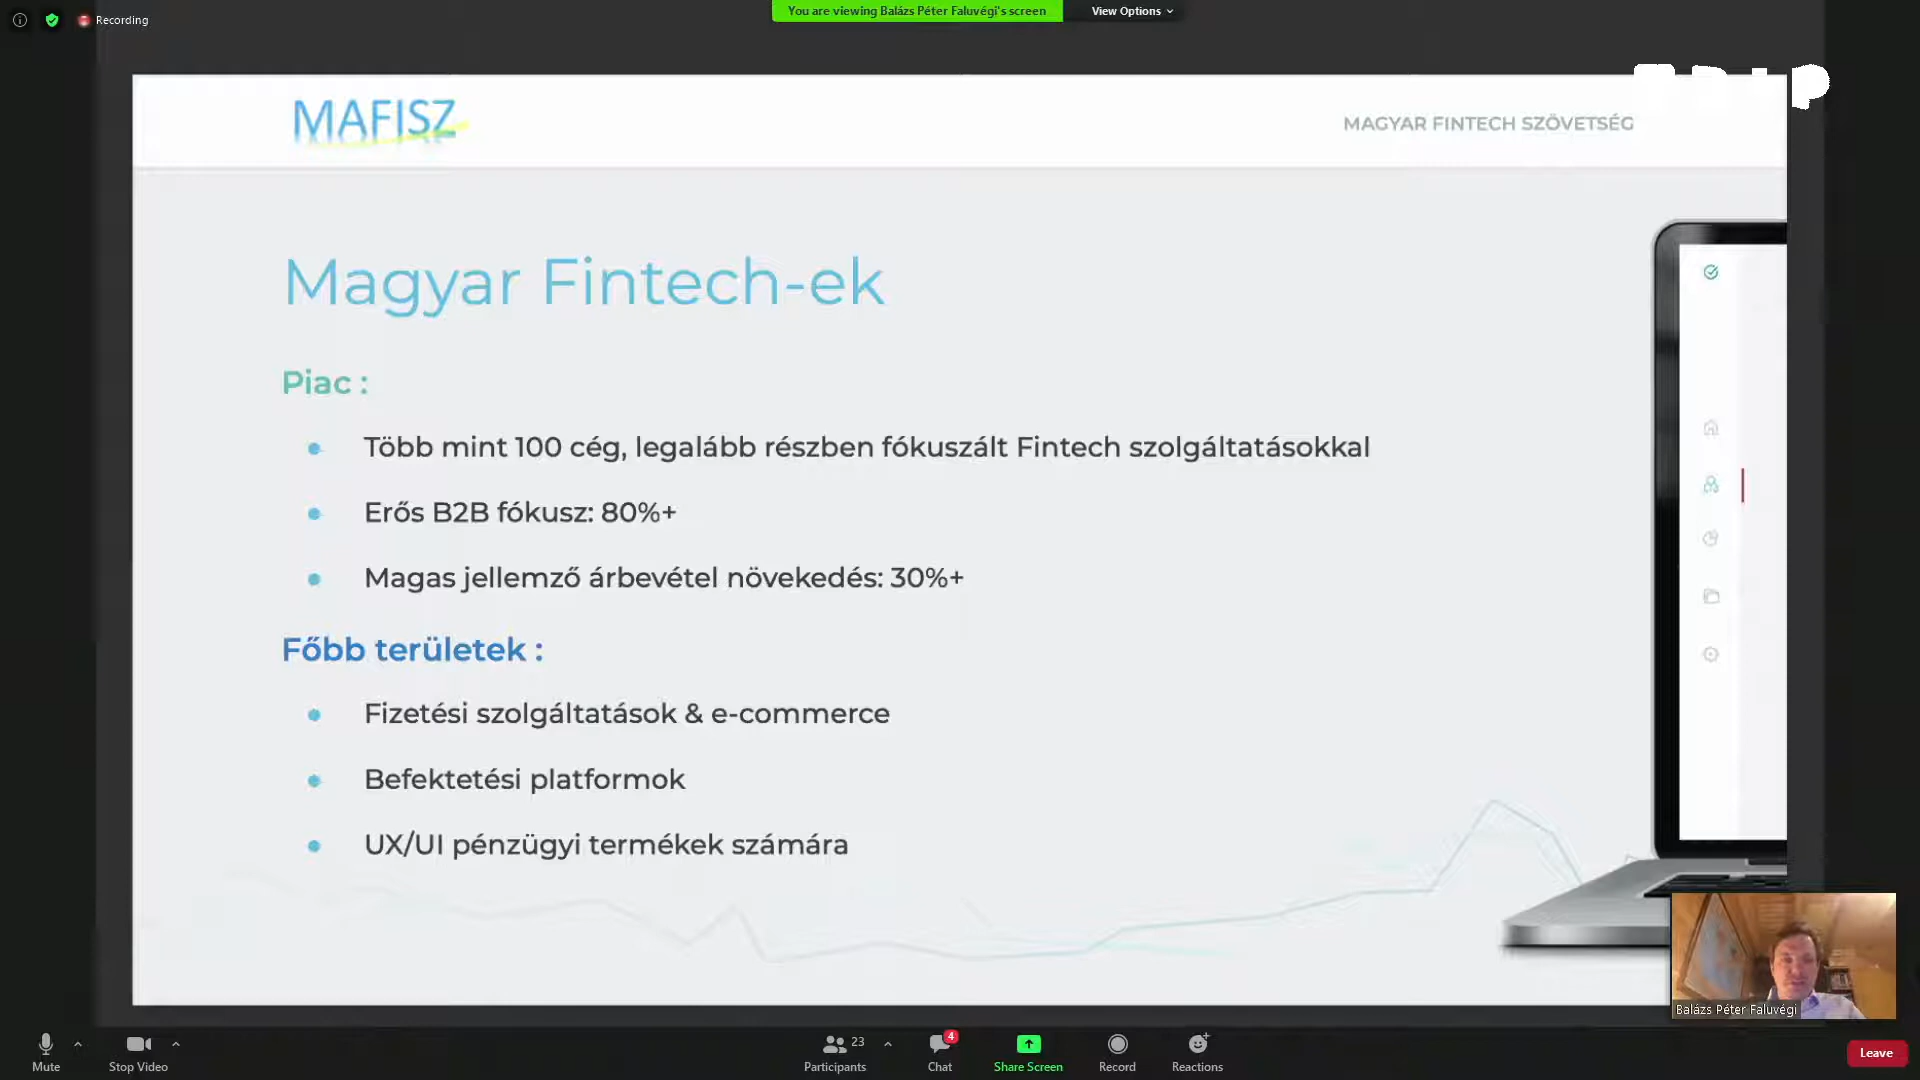 Recording
You are viewing Balázs Péter Faluvégi's screen
View Options
MAFISZ
MAGYAR FINTECH SZÖVETSÉG
Magyar Fintech-ek
Piac :
Több mint 100 cég, legalább részben fókuszált Fintech szolgáltatásokkal
Erős B2B fókusz: 80%+
Magas jellemző árbevétel növekedés: 30%+
Főbb területek :
Fizetési szolgáltatások & e-commerce
Befektetési platformok
UX/UI pénzügyi termékek számára
Balázs Péter Faluvégi
Mute
Stop Video
23
Participants
4
Chat
Share Screen
Record
Reactions
Leave